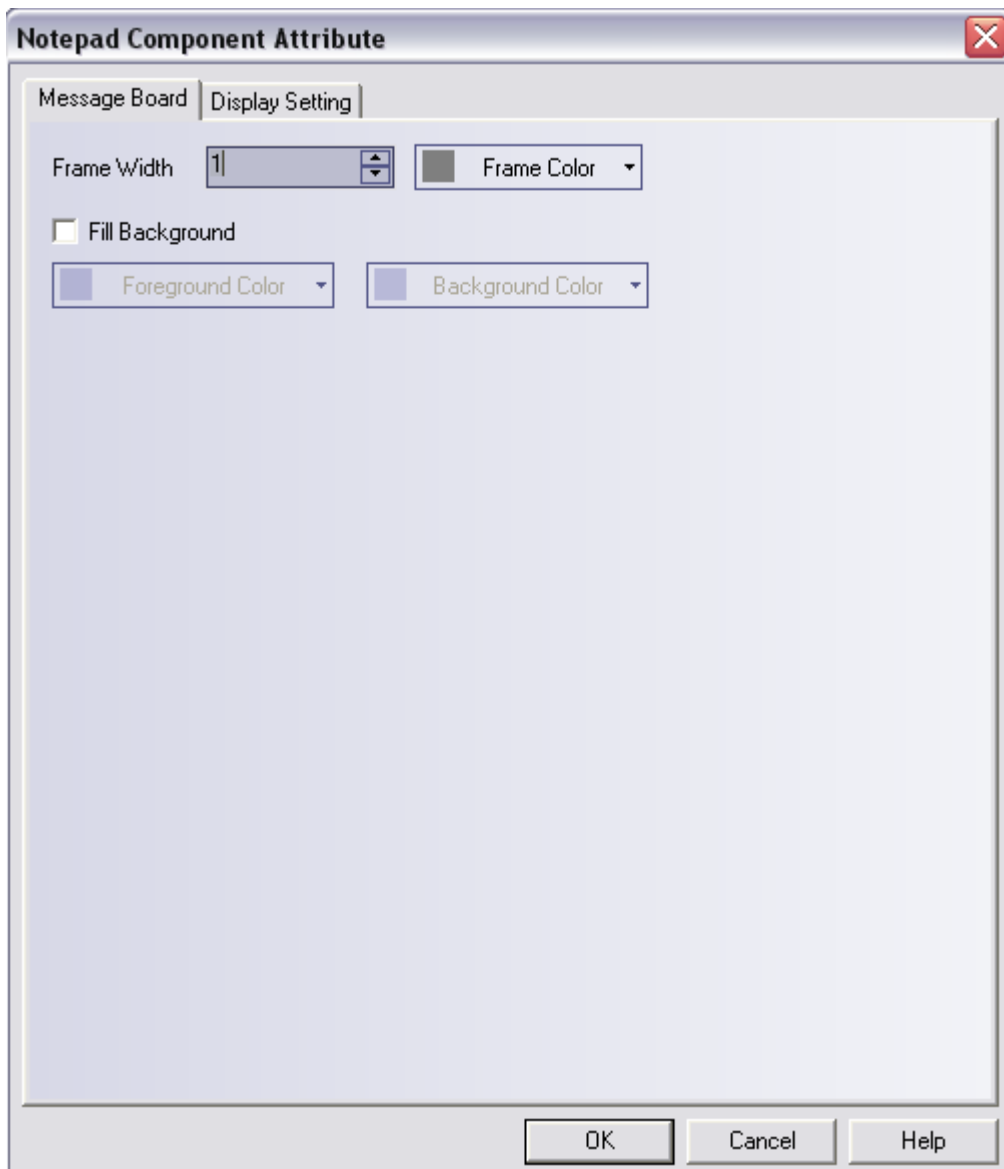 Notepad Component Attribute
Message Board Display Setting
Frame Width 1 Frame Color
Fill Background
Foreground Color Background Color
OK Cancel Help